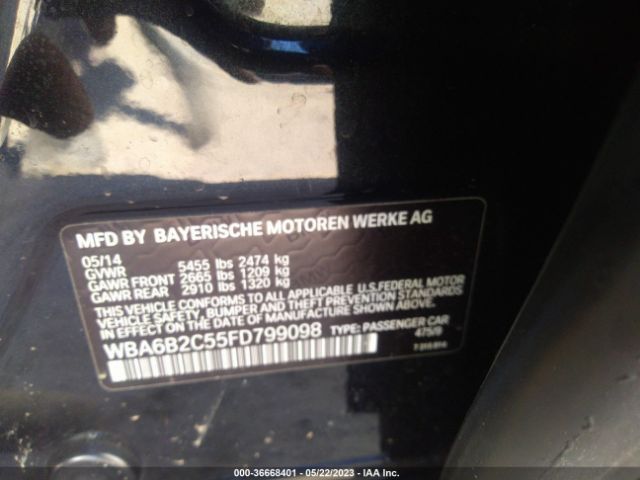 MFD BY BAYERISCHE MOTOREN WERKE AG
05/14
GVWR 5455 lbs 2474 kg
GAWR FRONT 2665 lbs 1209 kg
GAWR REAR 2910 lbs 1320 kg
THIS VEHICLE CONFORMS TO ALL APPLICABLE U.S.FEDERAL MOTOR
VEHICLE SAFETY, BUMPER AND THEFT PREVENTION STANDARDS
IN EFFECT ON THE DATE OF MANUFACTURE SHOWN ABOVE.
WBA6B2C55FD799098 TYPE: PASSENGER CAR
475/9
000-36668401 - 05/22/2023 - IAA Inc.